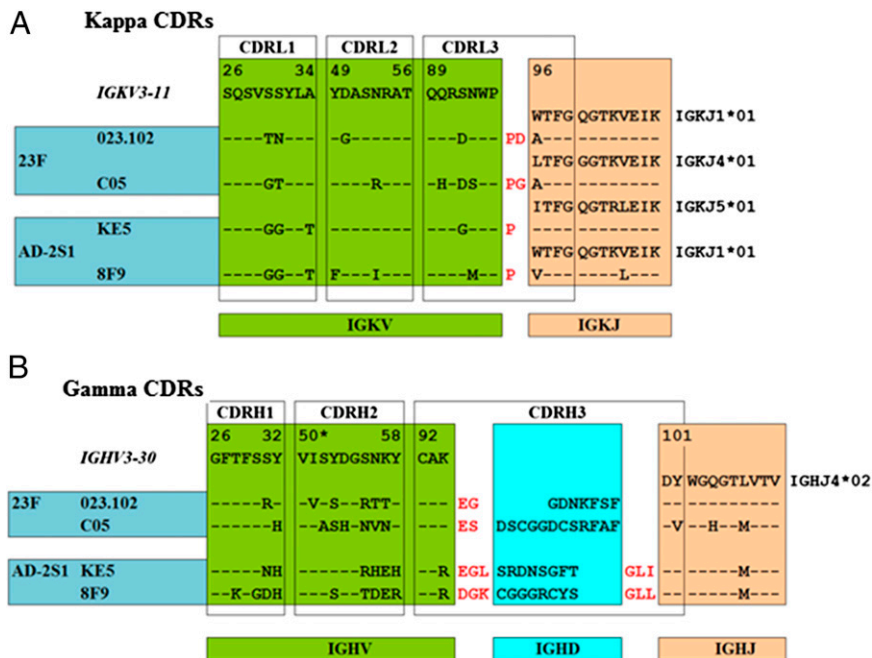 A
Kappa CDRs
CDRL1 CDRL2 CDRL3
26 34 49 56 89 96
IGKV3-11 SQSVSSYLA YDASNRAT QQRSNWP
WTFG QGTKVEIK IGKJ1*01
023.102 ----TN--- --G----- ---D--- PD A--- --------
23F LTFG GGTKVEIK IGKJ4*01
C05 ----GT--- ----R--- -H-DS-- PG A--- --------
ITFG QGTRLEIK IGKJ5*01
KE5 ----GG--T -------- ---G--- P ---- --------
AD-2S1 WTFG QGTKVEIK IGKJ1*01
8F9 ----GG--T F---I--- ----M-- P V--- ----L---
IGKV IGKJ
B
Gamma CDRs
CDRH1 CDRH2 CDRH3
26 32 50* 58 92 101
IGHV3-30 GFTFSSY VISYDGSNKY CAK
DY WGQGTLVTV IGHJ4*02
23F 023.102 -----R- -V-S--RTT- --- EG GDNKFSF -- ---------
C05 ------H --ASH-NVN- --- ES DSCGGDCSRFAF -V --H--M---
AD-2S1 KE5 -----NH ------RHEH --R EGL SRDNSGFT GLI -- -----M---
8F9 --K-GDH ---S--TDER --R DGK CGGGRCYS GLL -- -----M---
IGHV IGHD IGHJ